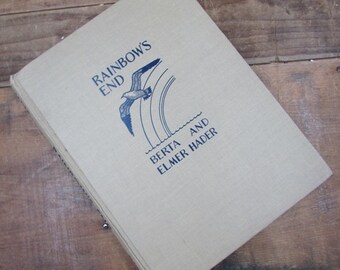 RAINBOW'S
END
BERTA AND
ELMER HADER